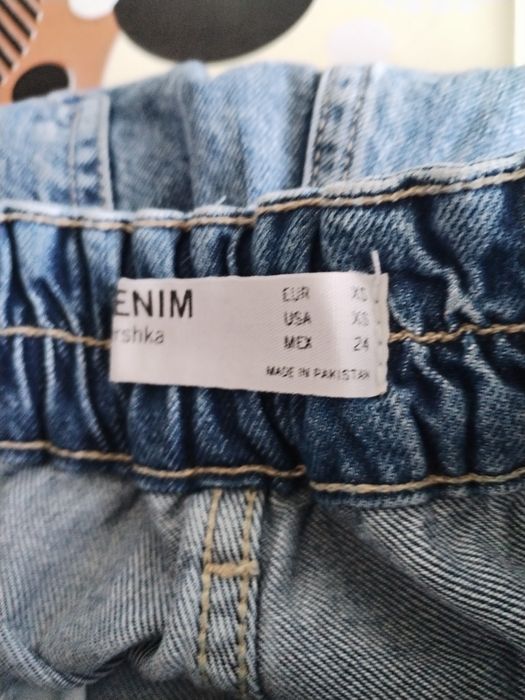 ENIM
rshka
EUR XS
USA XS
MEX 24
MADE IN PAKISTAN